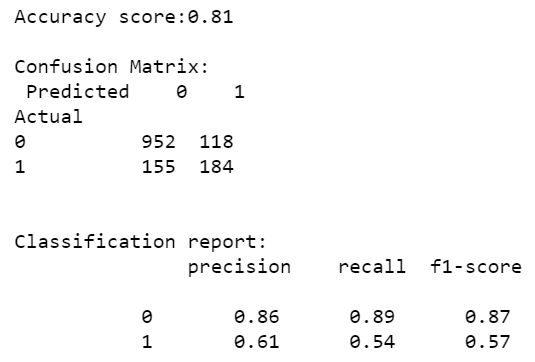 Accuracy score:0.81
Confusion Matrix:
Predicted 0 1
Actual
0 952 118
1 155 184
Classification report:
precision recall f1-score
0 0.86 0.89 0.87
1 0.61 0.54 0.57